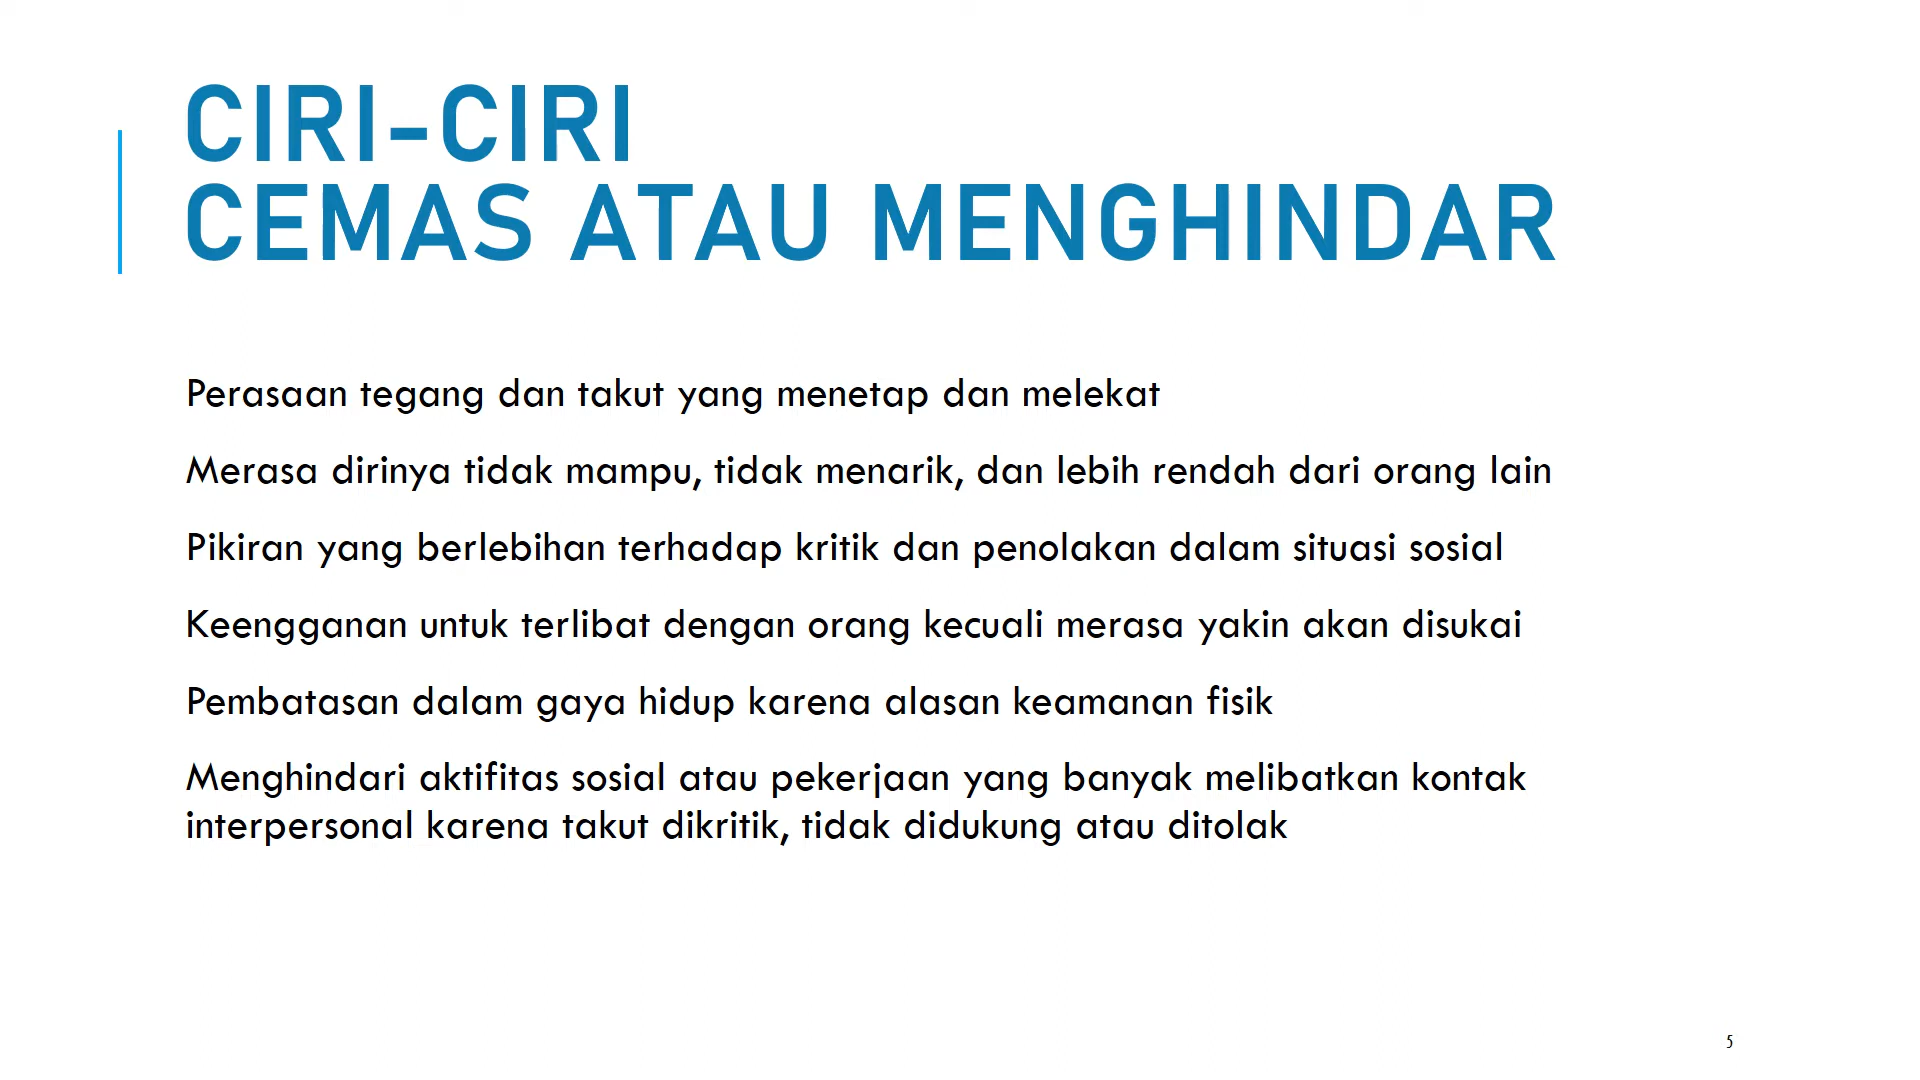 CIRI-CIRI
CEMAS ATAU MENGHINDAR
Perasaan tegang dan takut yang menetap dan melekat
Merasa dirinya tidak mampu, tidak menarik, dan lebih rendah dari orang lain
Pikiran yang berlebihan terhadap kritik dan penolakan dalam situasi sosial
Keengganan untuk terlibat dengan orang kecuali merasa yakin akan disukai
Pembatasan dalam gaya hidup karena alasan keamanan fisik
Menghindari aktifitas sosial atau pekerjaan yang banyak melibatkan kontak
interpersonal karena takut dikritik, tidak didukung atau ditolak
5